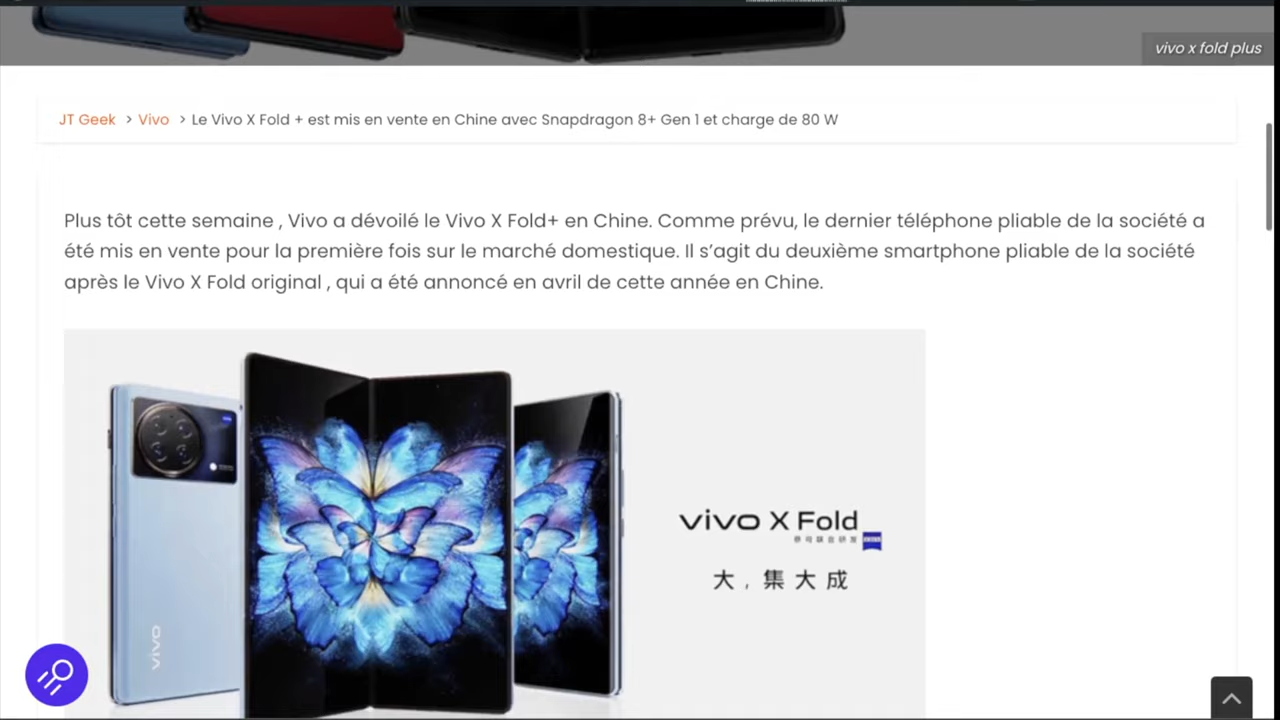 vivo x fold plus
JT Geek > Vivo > Le Vivo X Fold + est mis en vente en Chine avec Snapdragon 8+ Gen 1 et charge de 80 W
Plus tôt cette semaine , Vivo a dévoilé le Vivo X Fold+ en Chine. Comme prévu, le dernier téléphone pliable de la société a
été mis en vente pour la première fois sur le marché domestique. Il s’agit du deuxième smartphone pliable de la société
après le Vivo X Fold original , qui a été annoncé en avril de cette année en Chine.
vivo X Fold
大，集大成
vivo